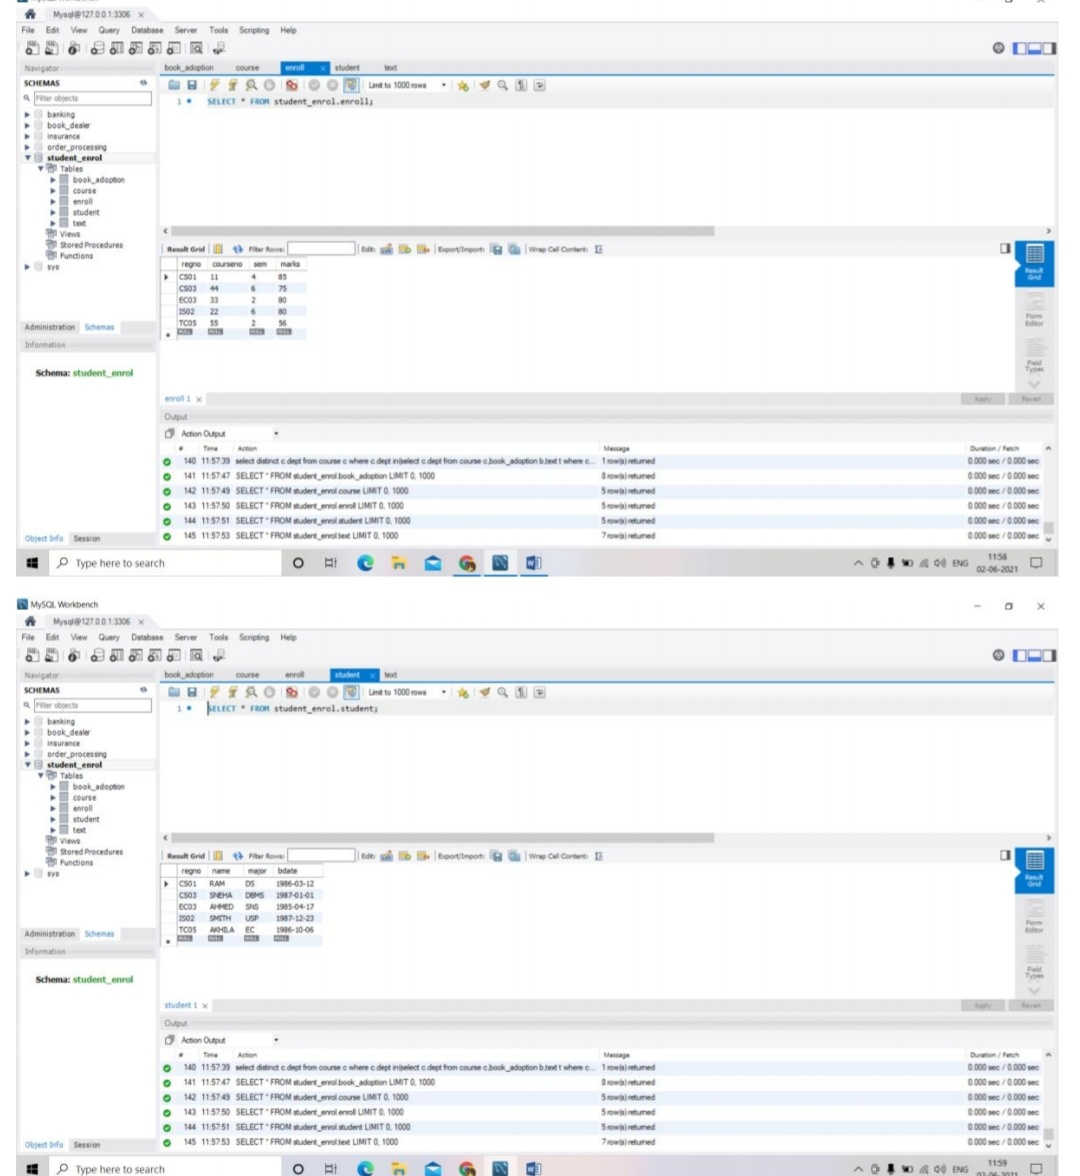 Mysql@127.0.0.1:3306 ×
File Edit View Query Database Server Tools Scripting Help
Navigator
book_adoption course enroll × student text
SCHEMAS
Limit to 1000 rows
Filter objects
1 SELECT * FROM student_enrol.enroll;
banking
book_dealer
insurance
order_processing
student_enrol
Tables
book_adoption
course
enroll
student
text
Views
Stored Procedures
Functions
sys
Result Grid Filter Rows: Edit: Export/Import: Wrap Cell Content:
Result Grid
regno courseno sem marks
CS01 11 4 85
CS03 44 6 75
EC03 33 2 80
IS02 22 6 80
TC05 55 2 56
NULL NULL NULL NULL
Form Editor
Field Types
Administration Schemas
Information
Schema: student_enrol
enroll 1 ×
Apply Revert
Output
Action Output
# Time Action Message Duration / Fetch
140 11:57:39 select distinct c.dept from course c where c.dept in(select c.dept from course c,book_adoption b,text t where c... 1 row(s) returned 0.000 sec / 0.000 sec
141 11:57:47 SELECT * FROM student_enrol.book_adoption LIMIT 0, 1000 8 row(s) returned 0.000 sec / 0.000 sec
142 11:57:49 SELECT * FROM student_enrol.course LIMIT 0, 1000 5 row(s) returned 0.000 sec / 0.000 sec
143 11:57:50 SELECT * FROM student_enrol.enroll LIMIT 0, 1000 5 row(s) returned 0.000 sec / 0.000 sec
144 11:57:51 SELECT * FROM student_enrol.student LIMIT 0, 1000 5 row(s) returned 0.000 sec / 0.000 sec
145 11:57:53 SELECT * FROM student_enrol.text LIMIT 0, 1000 7 row(s) returned 0.000 sec / 0.000 sec
Object Info Session
Type here to search
ENG 11:58
02-06-2021
MySQL Workbench
Mysql@127.0.0.1:3306 ×
File Edit View Query Database Server Tools Scripting Help
Navigator
book_adoption course enroll student × text
SCHEMAS
Limit to 1000 rows
Filter objects
1 SELECT * FROM student_enrol.student;
banking
book_dealer
insurance
order_processing
student_enrol
Tables
book_adoption
course
enroll
student
text
Views
Stored Procedures
Functions
sys
Result Grid Filter Rows: Edit: Export/Import: Wrap Cell Content:
Result Grid
regno name major bdate
CS01 RAM DS 1986-03-12
CS03 SNEHA DBMS 1987-01-01
EC03 AHMED SNS 1985-04-17
IS02 SMITH USP 1987-12-23
TC05 AKHILA EC 1986-10-06
NULL NULL NULL NULL
Form Editor
Field Types
Administration Schemas
Information
Schema: student_enrol
student 1 ×
Apply Revert
Output
Action Output
# Time Action Message Duration / Fetch
140 11:57:39 select distinct c.dept from course c where c.dept in(select c.dept from course c,book_adoption b,text t where c... 1 row(s) returned 0.000 sec / 0.000 sec
141 11:57:47 SELECT * FROM student_enrol.book_adoption LIMIT 0, 1000 8 row(s) returned 0.000 sec / 0.000 sec
142 11:57:49 SELECT * FROM student_enrol.course LIMIT 0, 1000 5 row(s) returned 0.000 sec / 0.000 sec
143 11:57:50 SELECT * FROM student_enrol.enroll LIMIT 0, 1000 5 row(s) returned 0.000 sec / 0.000 sec
144 11:57:51 SELECT * FROM student_enrol.student LIMIT 0, 1000 5 row(s) returned 0.000 sec / 0.000 sec
145 11:57:53 SELECT * FROM student_enrol.text LIMIT 0, 1000 7 row(s) returned 0.000 sec / 0.000 sec
Object Info Session
Type here to search
ENG 11:59